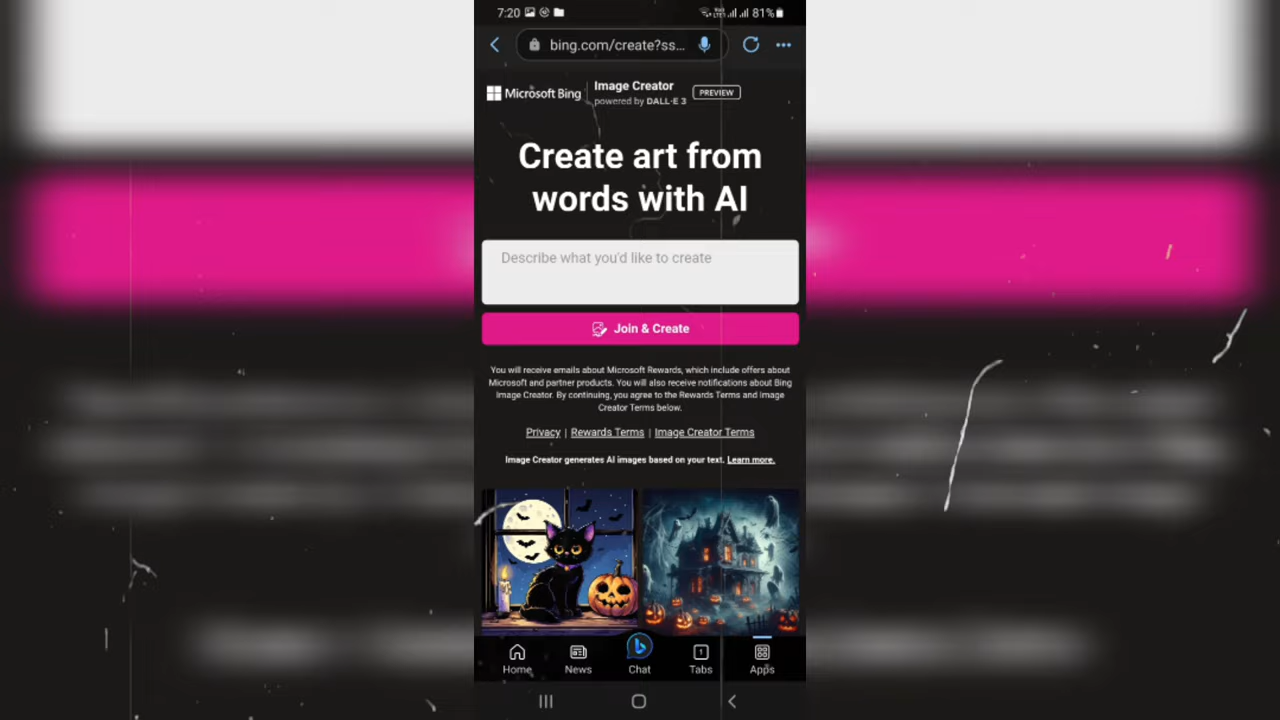 7:20 81%
bing.com/create?ss...
Microsoft Bing
Image Creator
powered by DALL·E 3
PREVIEW
Create art from
words with AI
Describe what you'd like to create
Join & Create
You will receive emails about Microsoft Rewards, which include offers about
Microsoft and partner products. You will also receive notifications about Bing
Image Creator. By continuing, you agree to the Rewards Terms and Image
Creator Terms below.
Privacy | Rewards Terms | Image Creator Terms
Image Creator generates AI images based on your text. Learn more.
Home News Chat Tabs Apps